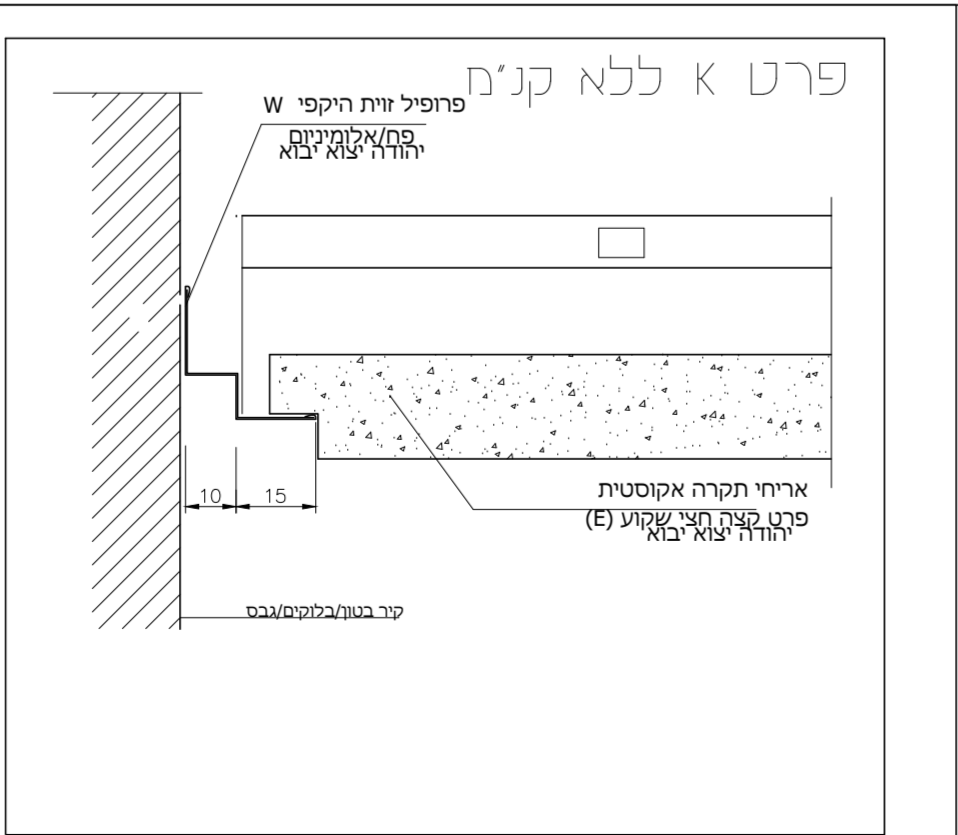 פרט K ללא קנ"מ
פרופיל זוית היקפי W
פח/אלומיניום
יהודה יצוא יבוא
10
15
אריחי תקרה אקוסטית
פרט קצה חצי שקוע (E)
יהודה יצוא יבוא
קיר בטון/בלוקים/גבס